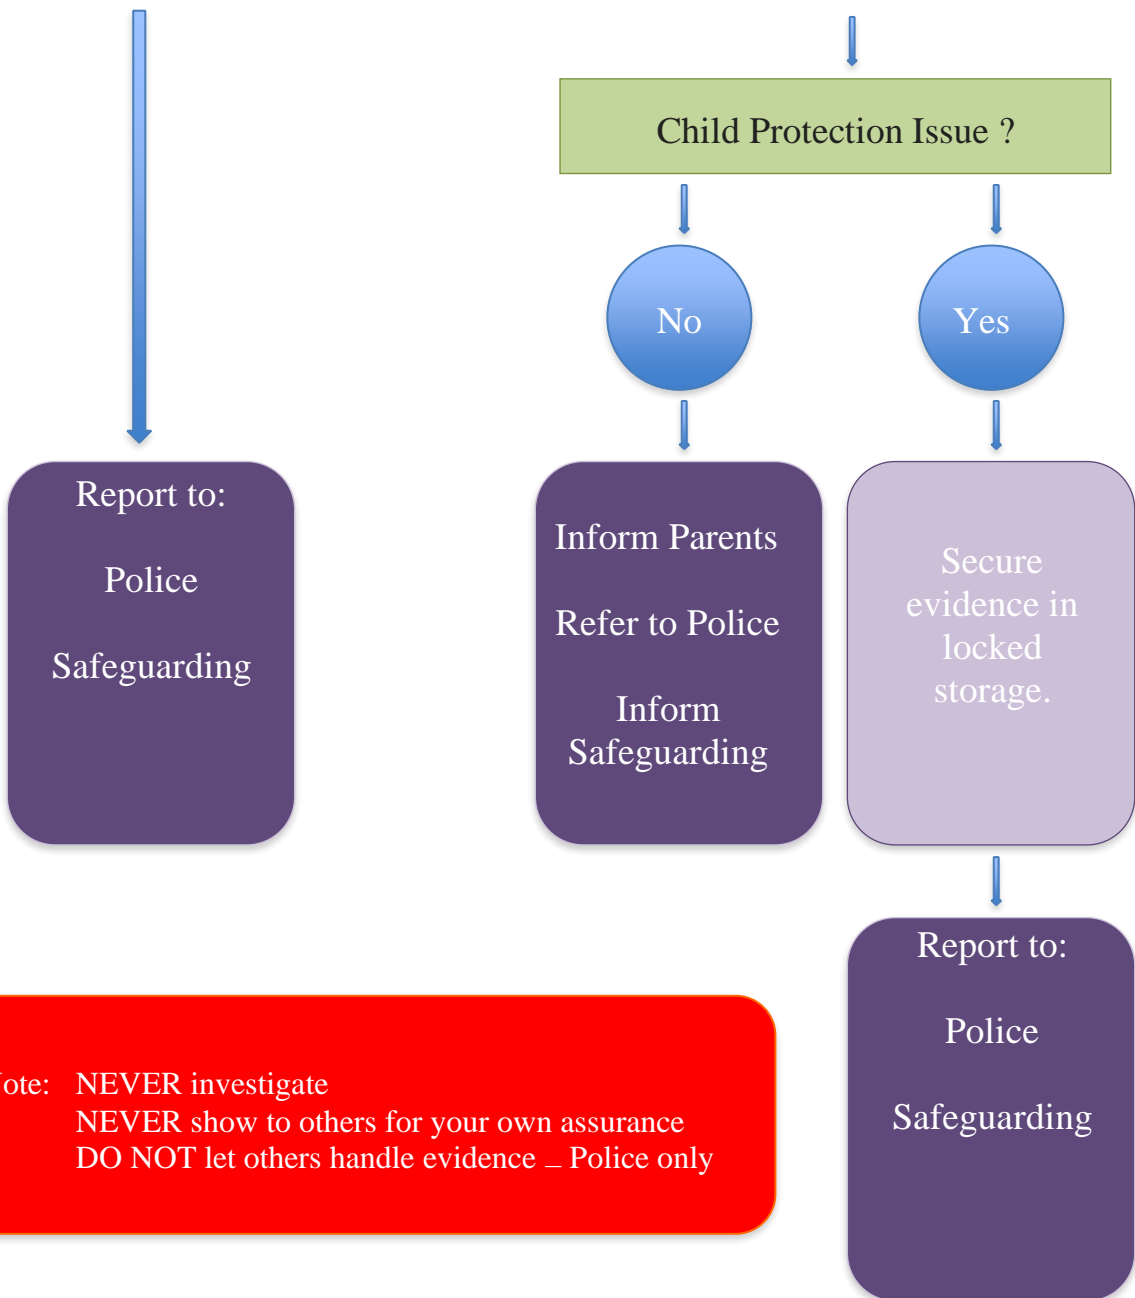 Child Protection Issue ?
No
Yes
Report to:
Police
Safeguarding
Inform Parents
Refer to Police
Inform
Safeguarding
Secure
evidence in
locked
storage.
Report to:
Police
Safeguarding
NEVER investigate
NEVER show to others for your own assurance
DO NOT let others handle evidence – Police only